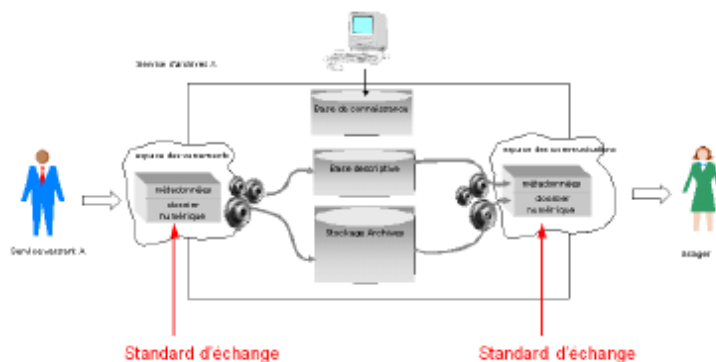 Service d'archives A
Base de connaissance
espace des versements
espace des communications
Base descriptive
métadonnées
dossier
numérique
métadonnées
dossier
numérique
Stockage Archives
Service versant A
Usager
Standard d'échange
Standard d'échange